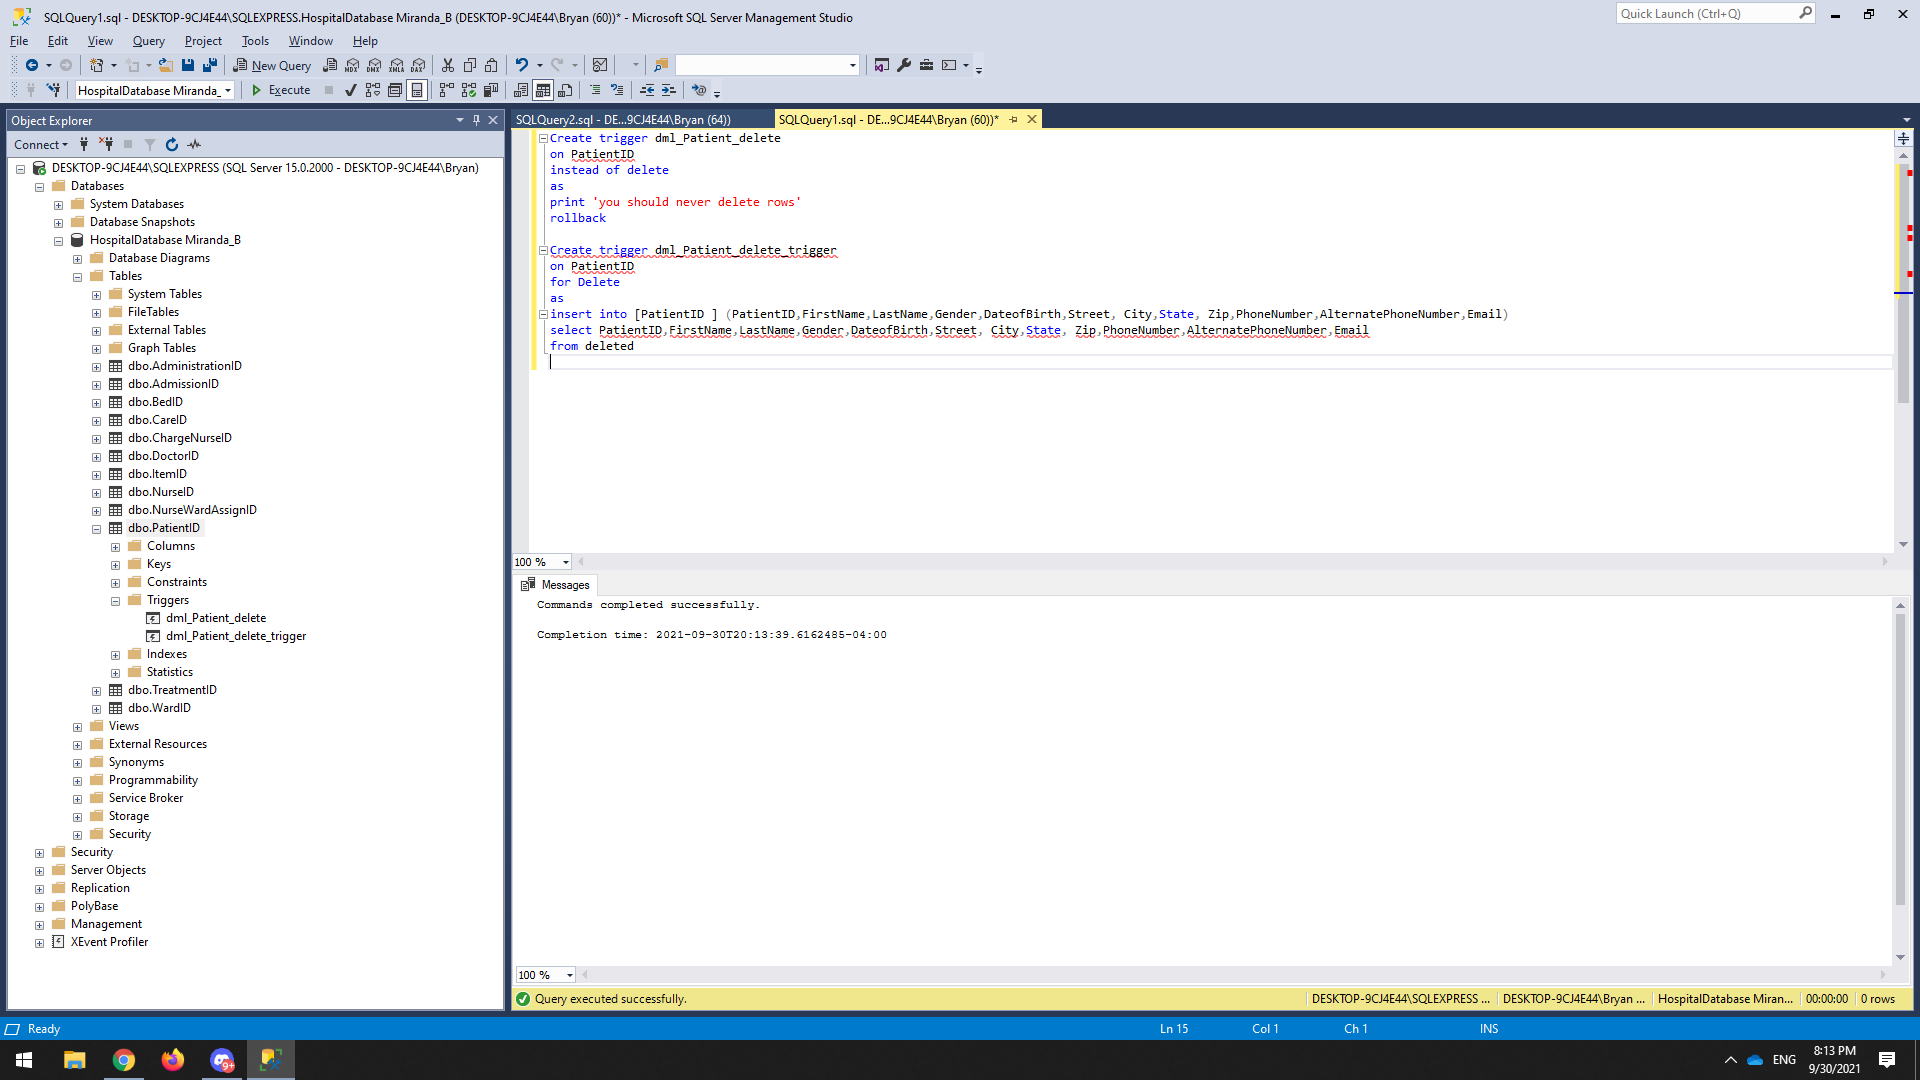 SQLQuery1.sql - DESKTOP-9CJ4E44\SQLEXPRESS.HospitalDatabase Miranda_B (DESKTOP-9CJ4E44\Bryan (60))* - Microsoft SQL Server Management Studio
Quick Launch (Ctrl+Q)
File Edit View Query Project Tools Window Help
New Query
MDX DMX XMLA DAX
HospitalDatabase Miranda_
Execute
Object Explorer
SQLQuery2.sql - DE...9CJ4E44\Bryan (64))
SQLQuery1.sql - DE...9CJ4E44\Bryan (60))*
Connect
DESKTOP-9CJ4E44\SQLEXPRESS (SQL Server 15.0.2000 - DESKTOP-9CJ4E44\Bryan)
Databases
System Databases
Database Snapshots
HospitalDatabase Miranda_B
Database Diagrams
Tables
System Tables
FileTables
External Tables
Graph Tables
dbo.AdministrationID
dbo.AdmissionID
dbo.BedID
dbo.CareID
dbo.ChargeNurseID
dbo.DoctorID
dbo.ItemID
dbo.NurseID
dbo.NurseWardAssignID
dbo.PatientID
Columns
Keys
Constraints
Triggers
dml_Patient_delete
dml_Patient_delete_trigger
Indexes
Statistics
dbo.TreatmentID
dbo.WardID
Views
External Resources
Synonyms
Programmability
Service Broker
Storage
Security
Security
Server Objects
Replication
PolyBase
Management
XEvent Profiler
Create trigger dml_Patient_delete
on PatientID
instead of delete
as
print 'you should never delete rows'
rollback
Create trigger dml_Patient_delete_trigger
on PatientID
for Delete
as
insert into [PatientID ] (PatientID,FirstName,LastName,Gender,DateofBirth,Street, City,State, Zip,PhoneNumber,AlternatePhoneNumber,Email)
select PatientID,FirstName,LastName,Gender,DateofBirth,Street, City,State, Zip,PhoneNumber,AlternatePhoneNumber,Email
from deleted
100 %
Messages
Commands completed successfully.
Completion time: 2021-09-30T20:13:39.6162485-04:00
100 %
Query executed successfully.
DESKTOP-9CJ4E44\SQLEXPRESS ...
DESKTOP-9CJ4E44\Bryan ...
HospitalDatabase Miran...
00:00:00
0 rows
Ready
Ln 15
Col 1
Ch 1
INS
9+
ENG
8:13 PM
9/30/2021